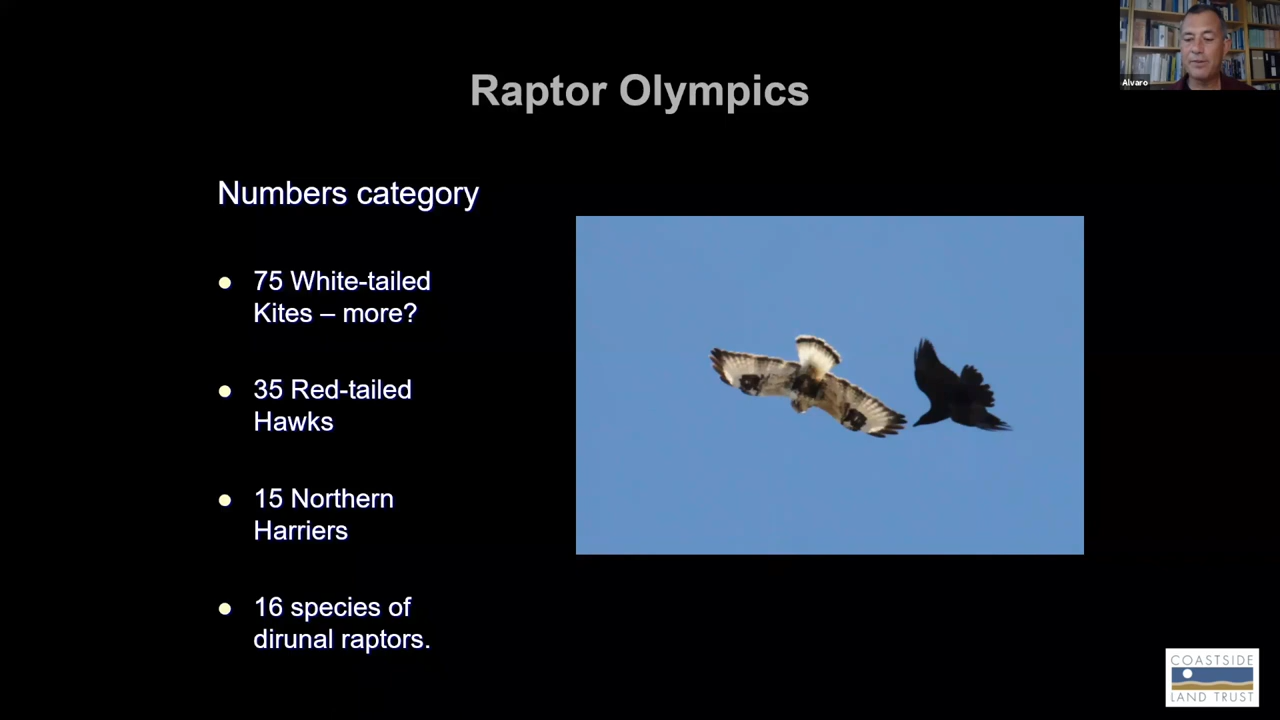 Alvaro
Raptor Olympics
Numbers category
75 White-tailed
Kites – more?
35 Red-tailed
Hawks
15 Northern
Harriers
16 species of
dirunal raptors.
COASTSIDE
LAND TRUST